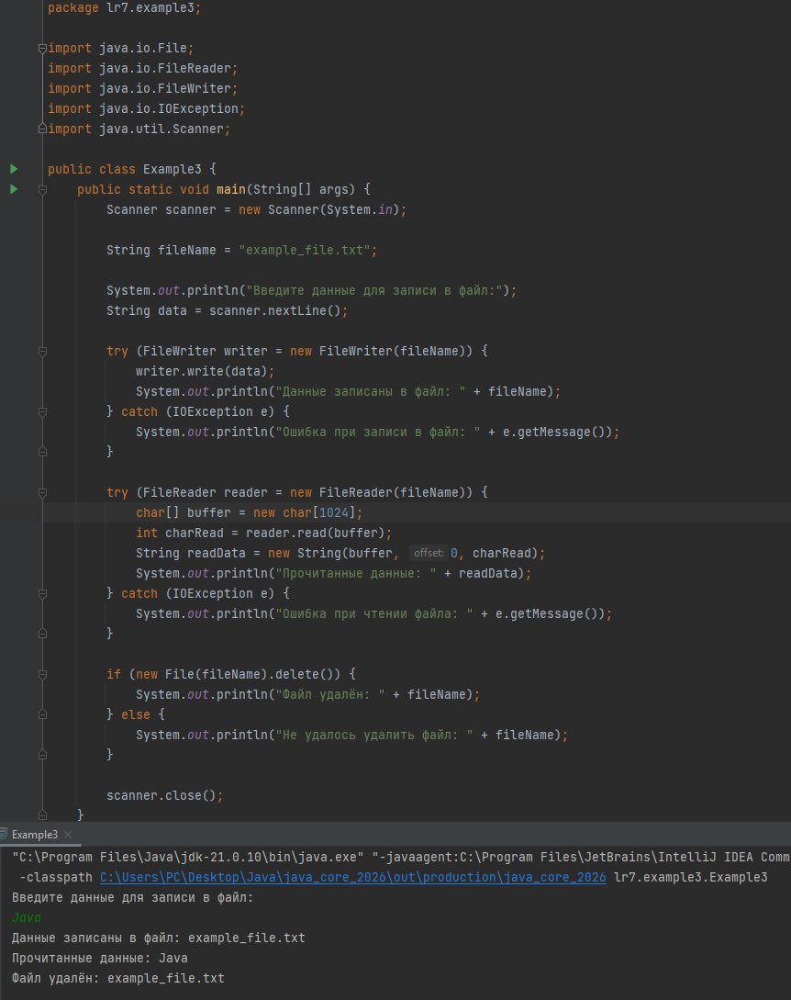 package lr7.example3;
import java.io.File;
import java.io.FileReader;
import java.io.FileWriter;
import java.io.IOException;
import java.util.Scanner;
public class Example3 {
public static void main(String[] args) {
Scanner scanner = new Scanner(System.in);
String fileName = "example_file.txt";
System.out.println("Введите данные для записи в файл:");
String data = scanner.nextLine();
try (FileWriter writer = new FileWriter(fileName)) {
writer.write(data);
System.out.println("Данные записаны в файл: " + fileName);
} catch (IOException e) {
System.out.println("Ошибка при записи в файл: " + e.getMessage());
}
try (FileReader reader = new FileReader(fileName)) {
char[] buffer = new char[1024];
int charRead = reader.read(buffer);
String readData = new String(buffer, offset: 0, charRead);
System.out.println("Прочитанные данные: " + readData);
} catch (IOException e) {
System.out.println("Ошибка при чтении файла: " + e.getMessage());
}
if (new File(fileName).delete()) {
System.out.println("Файл удалён: " + fileName);
} else {
System.out.println("Не удалось удалить файл: " + fileName);
}
scanner.close();
}
Example3 ×
"C:\Program Files\Java\jdk-21.0.10\bin\java.exe" "-javaagent:C:\Program Files\JetBrains\IntelliJ IDEA Comm
-classpath C:\Users\PC\Desktop\Java\java_core_2026\out\production\java_core_2026 lr7.example3.Example3
Введите данные для записи в файл:
Java
Данные записаны в файл: example_file.txt
Прочитанные данные: Java
Файл удалён: example_file.txt